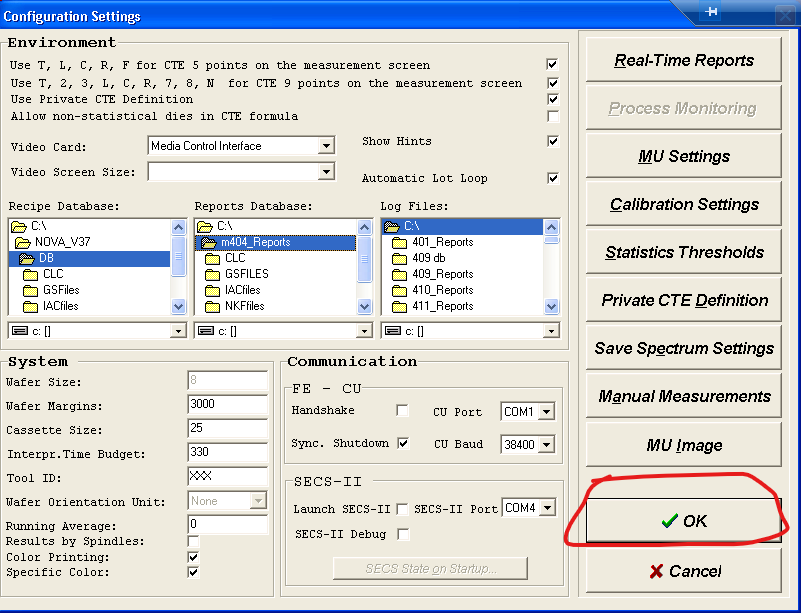 Configuration Settings
Environment
Use T, L, C, R, F for CTE 5 points on the measurement screen
Use T, 2, 3, L, C, R, 7, 8, N  for CTE 9 points on the measurement screen
Use Private CTE Definition
Allow non-statistical dies in CTE formula
Video Card: Media Control Interface
Show Hints
Video Screen Size:
Automatic Lot Loop
Recipe Database:
C:\
NOVA_V37
DB
CLC
GSFiles
IACfiles
c: []
Reports Database:
C:\
m404_Reports
CLC
GSFILES
IACfiles
NKFfiles
c: []
Log Files:
C:\
401_Reports
409 db
409_Reports
410_Reports
411_Reports
c: []
System
Wafer Size: 8
Wafer Margins: 3000
Cassette Size: 25
Interpr.Time Budget: 330
Tool ID: XXX
Wafer Orientation Unit: None
Running Average: 0
Results by Spindles:
Color Printing:
Specific Color:
Communication
FE - CU
Handshake CU Port COM1
Sync. Shutdown CU Baud 38400
SECS-II
Launch SECS-II SECS-II Port COM4
SECS-II Debug
SECS State on Startup...
Real-Time Reports
Process Monitoring
MU Settings
Calibration Settings
Statistics Thresholds
Private CTE Definition
Save Spectrum Settings
Manual Measurements
MU Image
OK
Cancel